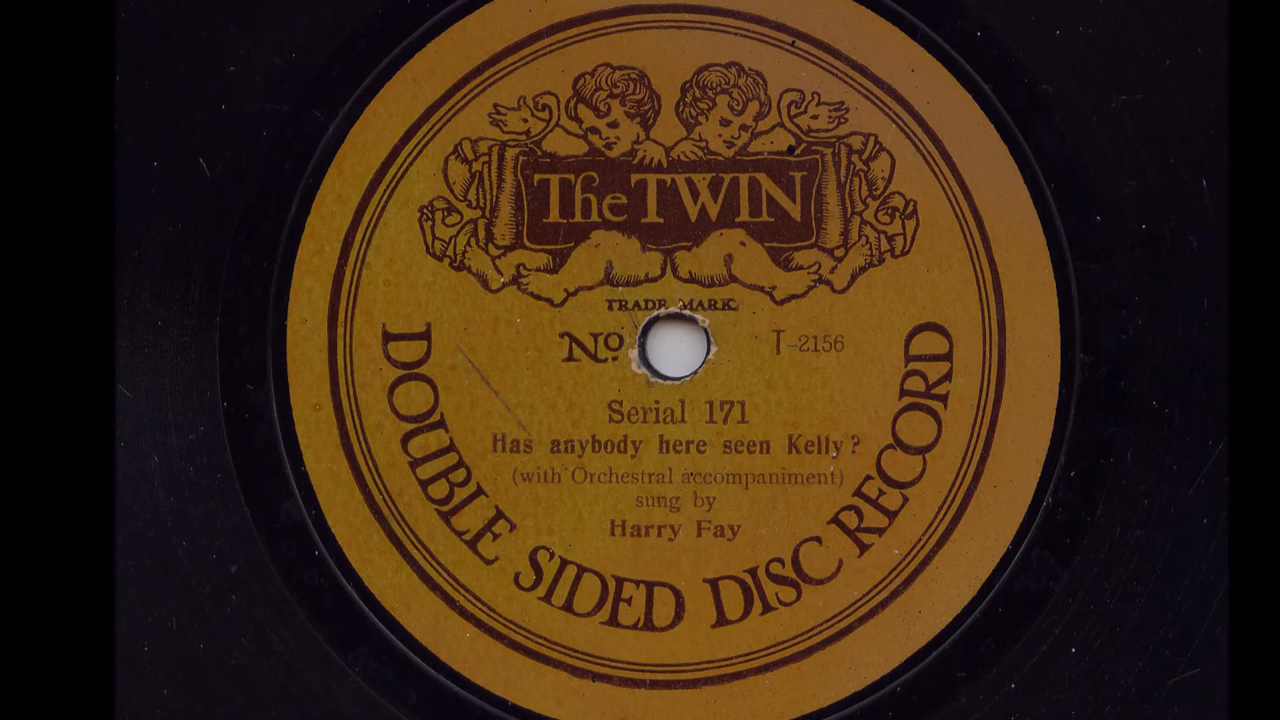 The TWIN
TRADE MARK.
No. T-2156
Serial 171
Has anybody here seen Kelly?
(with Orchestral accompaniment)
sung by
Harry Fay
DOUBLE SIDED DISC RECORD